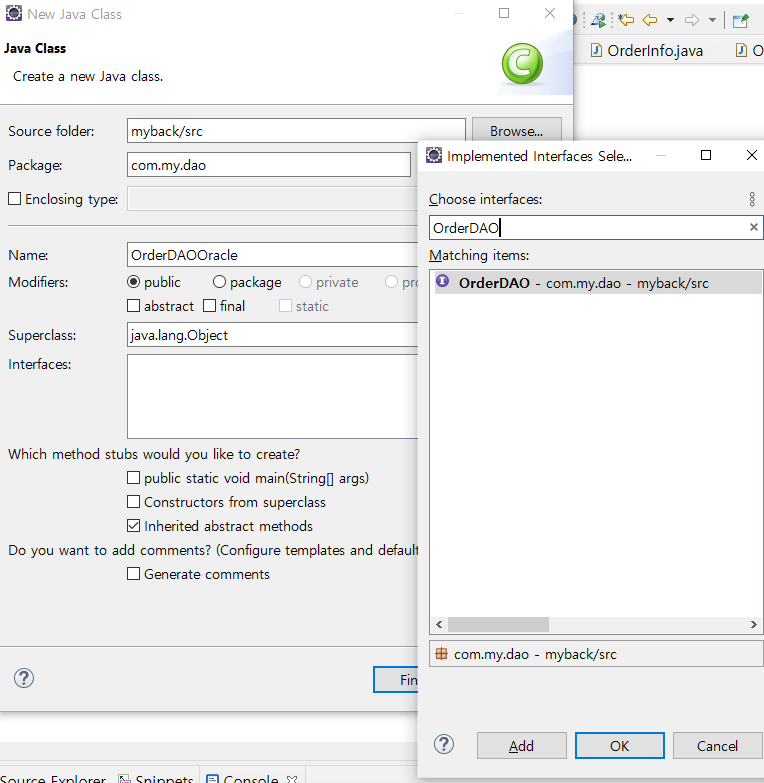 New Java Class
Java Class
Create a new Java class.
OrderInfo.java
Source folder:
myback/src
Browse...
Package:
com.my.dao
Enclosing type:
Name:
OrderDAOOracle
Modifiers:
public
package
private
abstract
final
static
Superclass:
java.lang.Object
Interfaces:
Which method stubs would you like to create?
public static void main(String[] args)
Constructors from superclass
Inherited abstract methods
Do you want to add comments? (Configure templates and default
Generate comments
Implemented Interfaces Sele...
Choose interfaces:
OrderDAO
Matching items:
OrderDAO - com.my.dao - myback/src
com.my.dao - myback/src
Add
OK
Cancel
Source Explorer
Snippets
Console